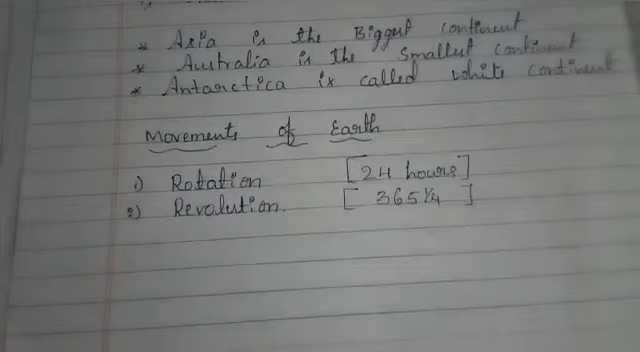 * Asia is the Biggest continent
* Australia is the Smallest continent
* Antarctica is called white continent
Movements of Earth
1) Rotation [24 hours]
2) Revolution. [365 1/4]